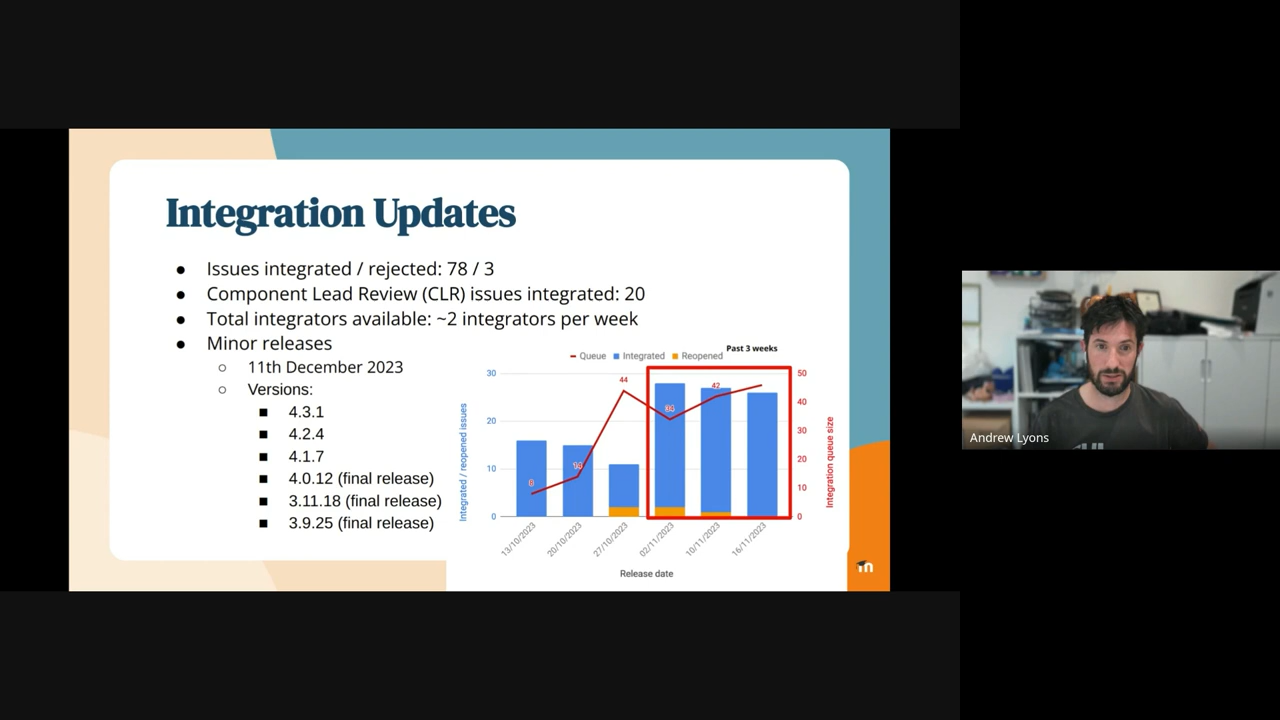 Integration Updates
● Issues integrated / rejected: 78 / 3
● Component Lead Review (CLR) issues integrated: 20
● Total integrators available: ~2 integrators per week
● Minor releases
○ 11th December 2023
○ Versions:
■ 4.3.1
■ 4.2.4
■ 4.1.7
■ 4.0.12 (final release)
■ 3.11.18 (final release)
■ 3.9.25 (final release)
Past 3 weeks
Queue Integrated Reopened
Integrated / reopened issues
30
20
10
0
8
14
44
34
42
50
40
30
20
10
0
Integration queue size
13/10/2023
20/10/2023
27/10/2023
02/11/2023
10/11/2023
16/11/2023
Release date
m
Andrew Lyons